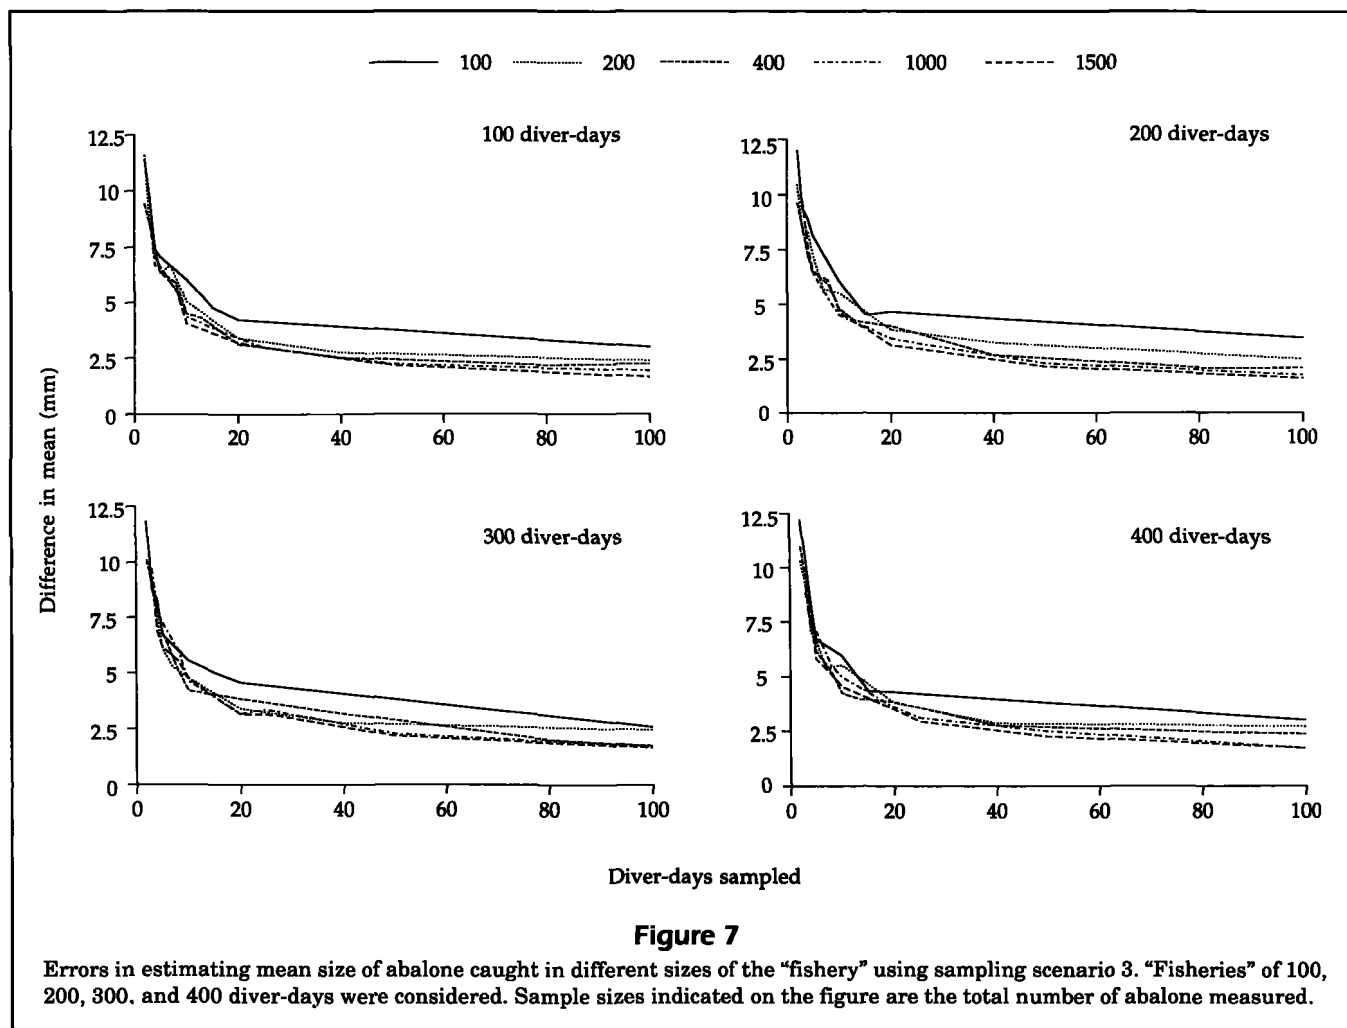 100 200 400 1000 1500
100 diver-days
12.5
10
7.5
5
2.5
0
0 20 40 60 80 100
200 diver-days
12.5
10
7.5
5
2.5
0
0 20 40 60 80 100
Difference in mean (mm)
300 diver-days
12.5
10
7.5
5
2.5
0
0 20 40 60 80 100
400 diver-days
12.5
10
7.5
5
2.5
0
0 20 40 60 80 100
Diver-days sampled
Figure 7
Errors in estimating mean size of abalone caught in different sizes of the "fishery" using sampling scenario 3. "Fisheries" of 100,
200, 300, and 400 diver-days were considered. Sample sizes indicated on the figure are the total number of abalone measured.